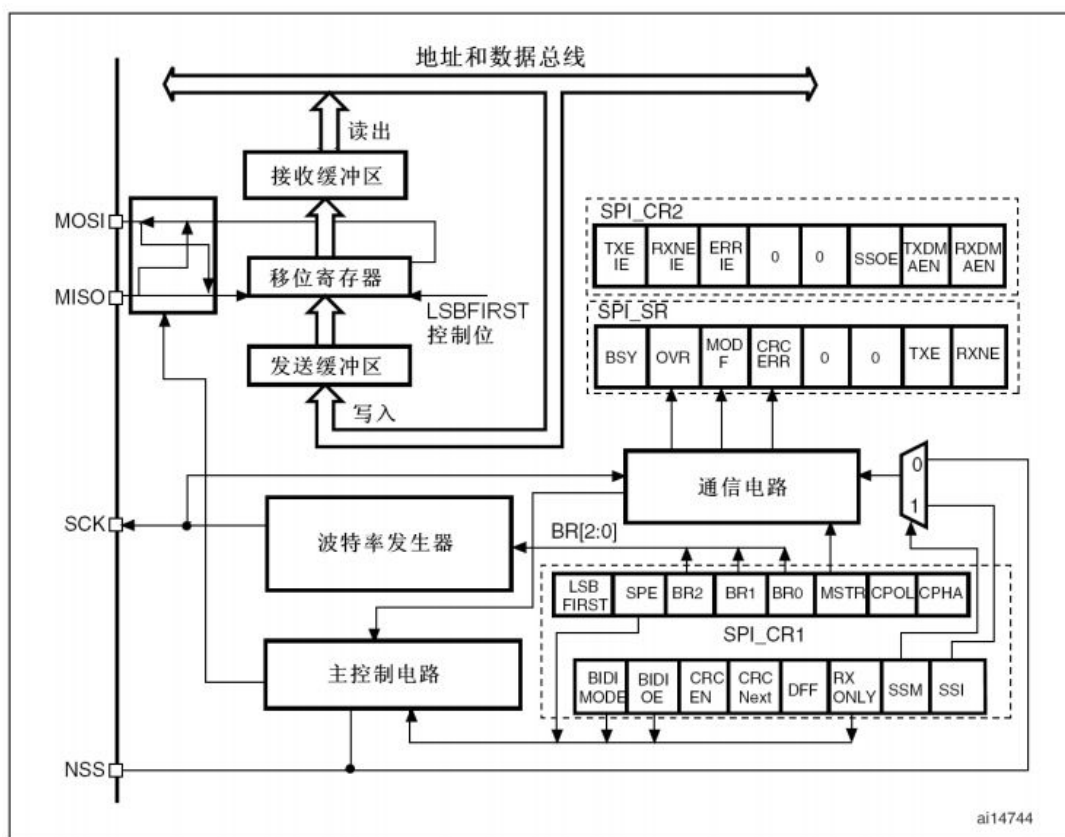 地址和数据总线
读出
接收缓冲区
MOSI
移位寄存器
MISO
LSBFIRST
控制位
发送缓冲区
写入
SPI_CR2
TXE
IE
RXNE
IE
ERR
IE
0
0
SSOE
TXDM
AEN
RXDM
AEN
SPI_SR
BSY
OVR
MOD
F
CRC
ERR
0
0
TXE
RXNE
通信电路
0
1
SCK
波特率发生器
BR[2:0]
LSB
FIRST
SPE
BR2
BR1
BR0
MSTR
CPOL
CPHA
SPI_CR1
主控制电路
BIDI
MODE
BIDI
OE
CRC
EN
CRC
Next
DFF
RX
ONLY
SSM
SSI
NSS
ai14744